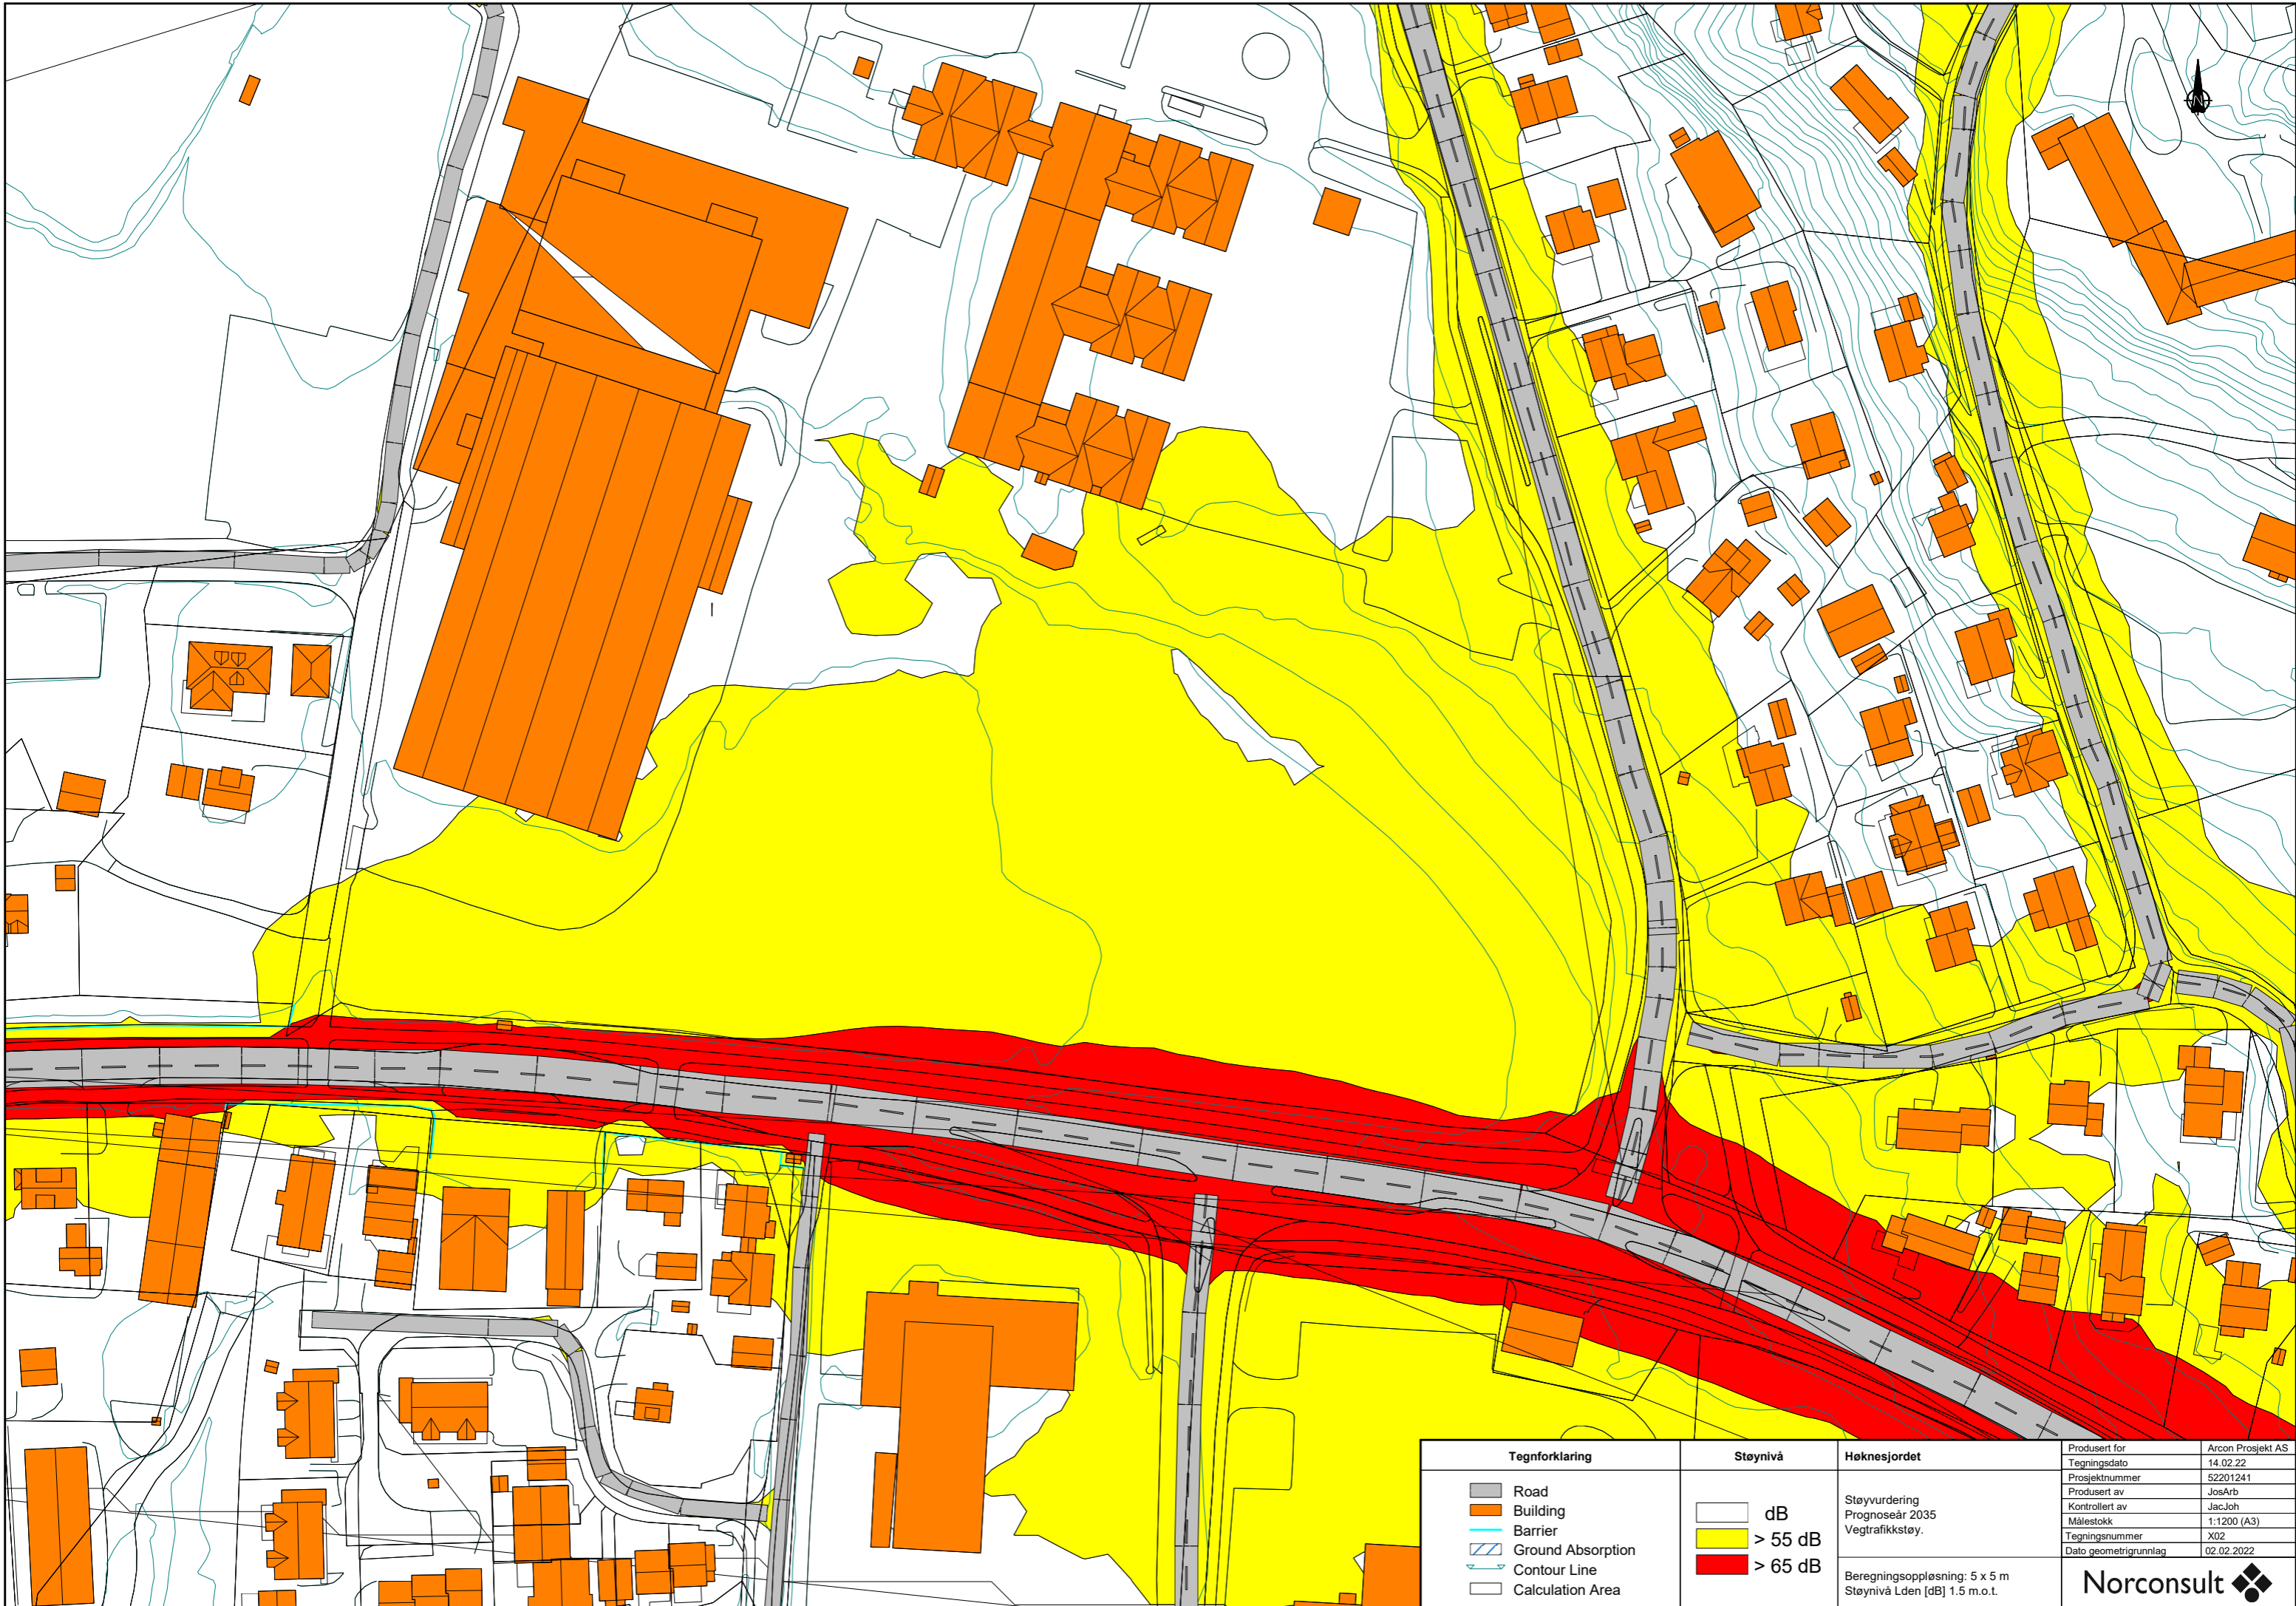 N
Tegnforklaring
Road
Building
Barrier
Ground Absorption
Contour Line
Calculation Area
Støynivå
dB
> 55 dB
> 65 dB
Høknesjordet
Støyvurdering
Prognoseår 2035
Vegtrafikkstøy.
Beregningsoppløsning: 5 x 5 m
Støynivå Lden [dB] 1.5 m.o.t.
Produsert for Arcon Prosjekt AS
Tegningsdato 14.02.22
Prosjektnummer 52201241
Produsert av JosArb
Kontrollert av JacJoh
Målestokk 1:1200 (A3)
Tegningsnummer X02
Dato geometrigrunnlag 02.02.2022
Norconsult